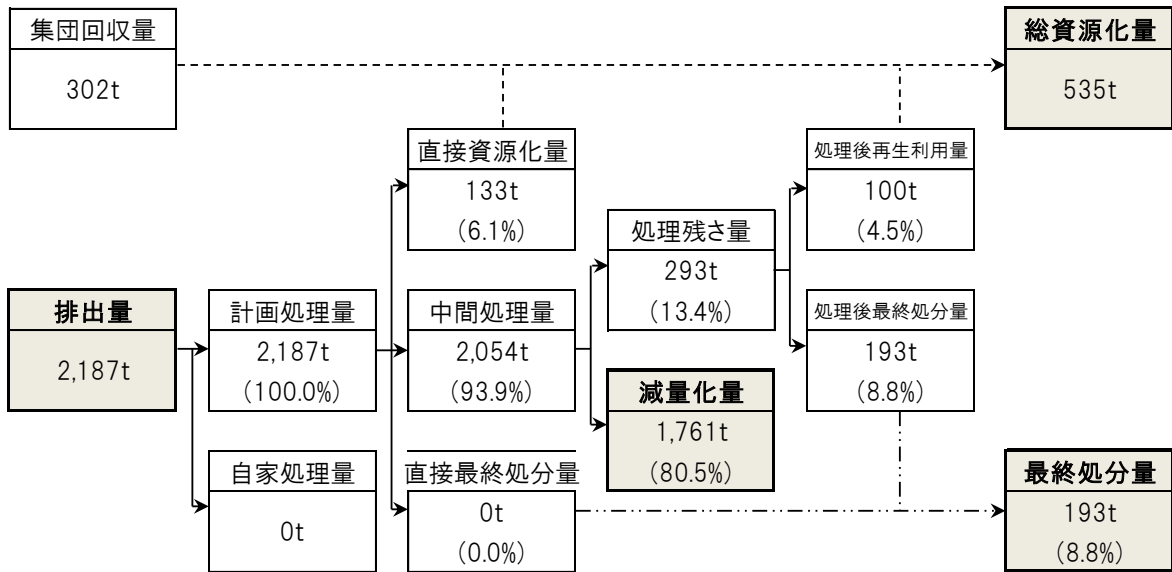 集団回収量
302t
総資源化量
535t
直接資源化量
133t
(6.1%)
処理後再生利用量
100t
(4.5%)
処理残さ量
293t
(13.4%)
排出量
2,187t
計画処理量
2,187t
(100.0%)
中間処理量
2,054t
(93.9%)
処理後最終処分量
193t
(8.8%)
減量化量
1,761t
(80.5%)
自家処理量
0t
直接最終処分量
0t
(0.0%)
最終処分量
193t
(8.8%)